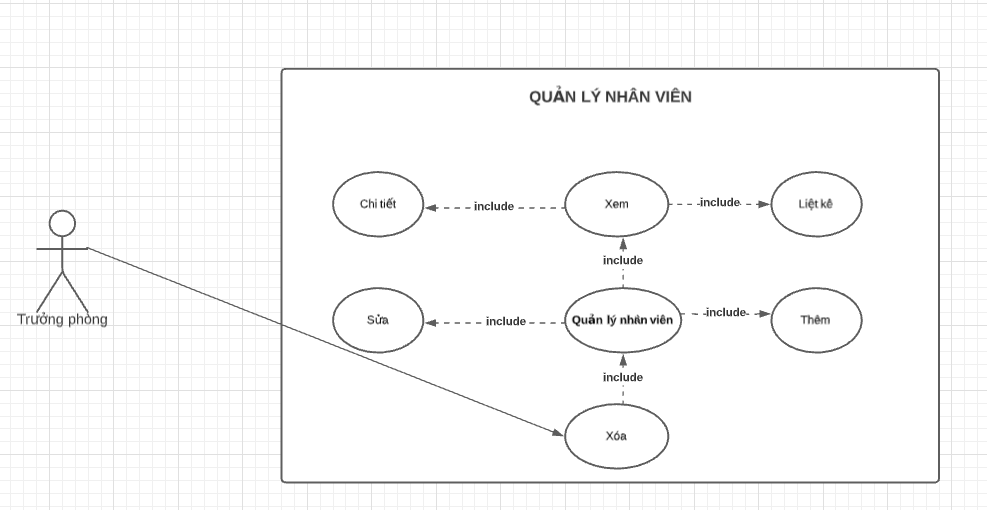 QUẢN LÝ NHÂN VIÊN
Chi tiết
include
Xem
include
Liệt kê
include
Trưởng phòng
Sửa
include
Quản lý nhân viên
include
Thêm
include
Xóa